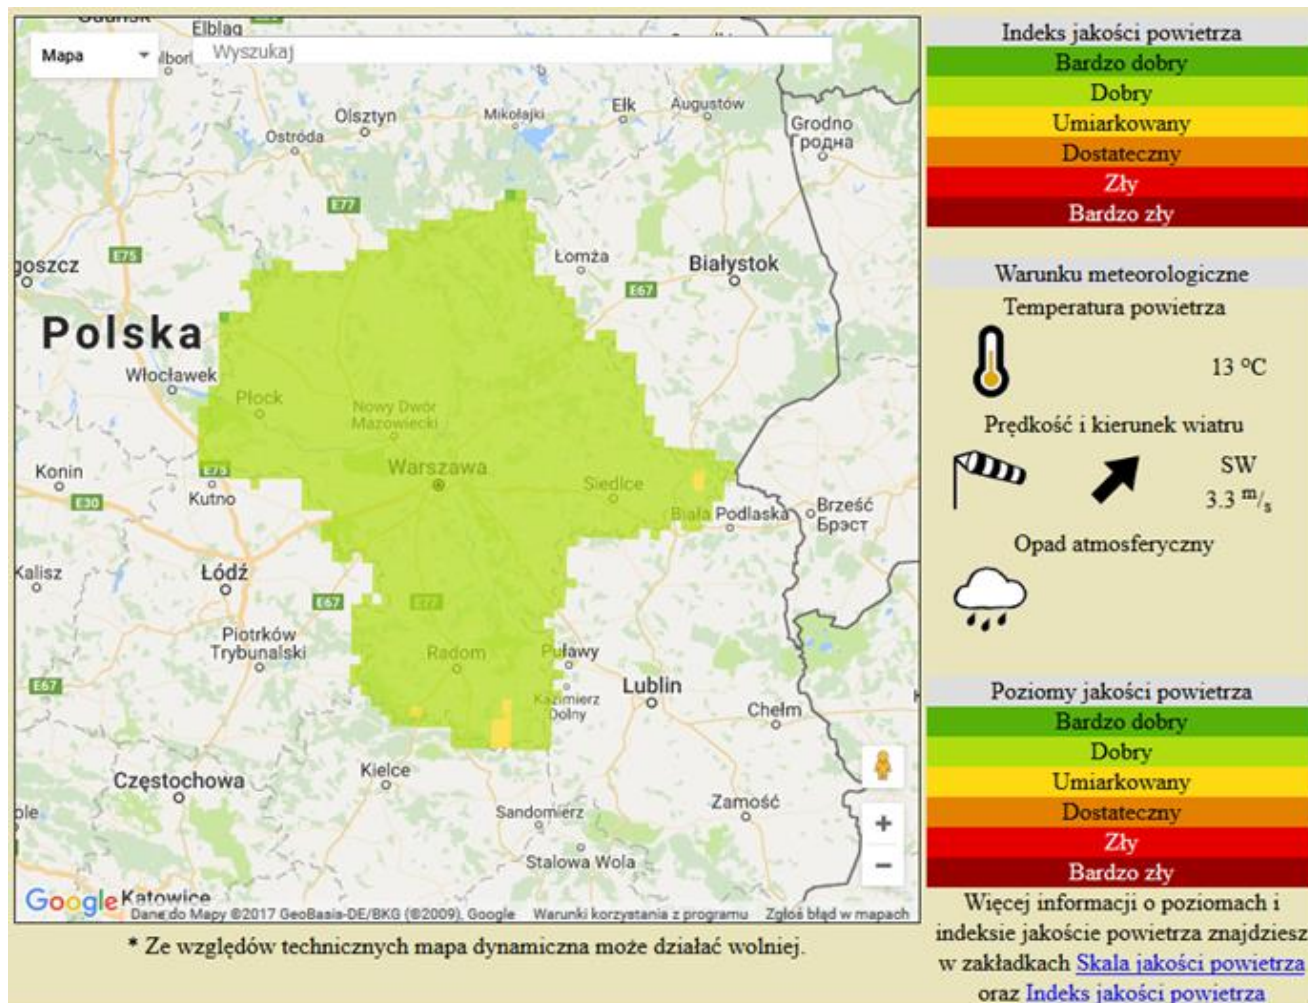 Gdańsk
Elbląg
Mapa
Wyszukaj
Olsztyn
Ostróda
Mikołajki
Ełk
Augustów
Grodno
Гродна
E77
E75
Łomża
Białystok
goszcz
E67
Polska
Włocławek
Płock
Nowy Dwór
Mazowiecki
Warszawa
Konin
E75
Siedlce
E30
Kutno
Biała Podlaska
Brześć
Брэст
Kalisz
Łódź
E67
E77
Piotrków
Trybunalski
Radom
Puławy
E67
Lublin
Kazimierz
Dolny
Chełm
Kielce
Częstochowa
Zamość
ole
Sandomierz
Stalowa Wola
Google
Katowice
Dane do Mapy ©2017 GeoBasis-DE/BKG (©2009), Google
Warunki korzystania z programu
Zgłoś błąd w mapach
* Ze względów technicznych mapa dynamiczna może działać wolniej.
Indeks jakości powietrza
Bardzo dobry
Dobry
Umiarkowany
Dostateczny
Zły
Bardzo zły
Warunku meteorologiczne
Temperatura powietrza
13 °C
Prędkość i kierunek wiatru
SW
3.3 m/s
Opad atmosferyczny
Poziomy jakości powietrza
Bardzo dobry
Dobry
Umiarkowany
Dostateczny
Zły
Bardzo zły
Więcej informacji o poziomach i
indeksie jakoście powietrza znajdziesz
w zakładkach Skala jakości powietrza
oraz Indeks jakości powietrza